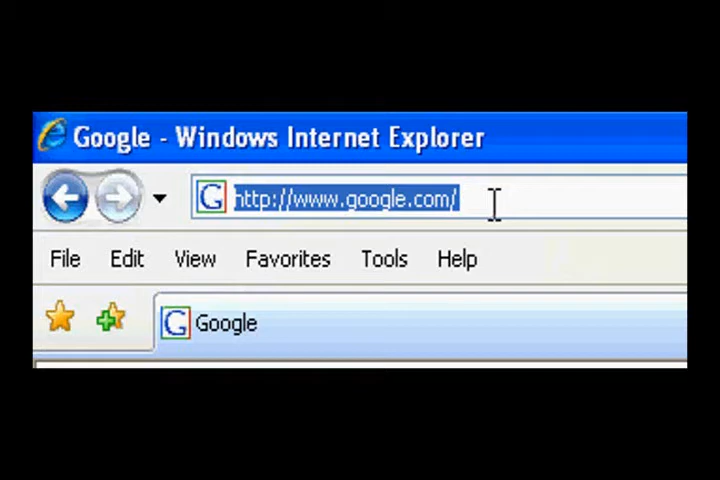 Google - Windows Internet Explorer
http://www.google.com/
File Edit View Favorites Tools Help
Google